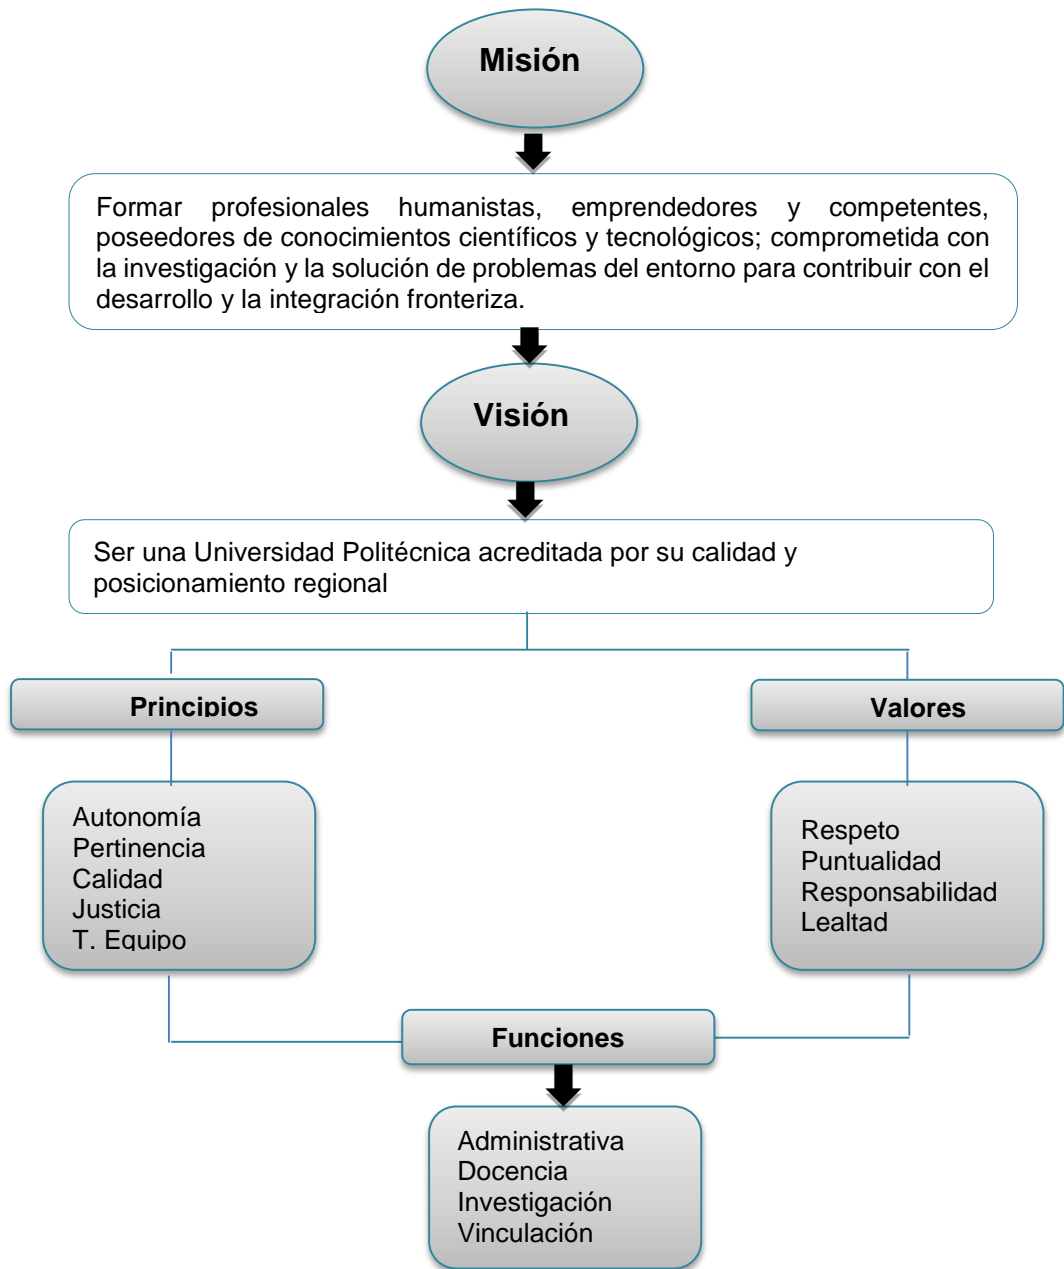 Misión
Formar profesionales humanistas, emprendedores y competentes,
poseedores de conocimientos científicos y tecnológicos; comprometida con
la investigación y la solución de problemas del entorno para contribuir con el
desarrollo y la integración fronteriza.
Visión
Ser una Universidad Politécnica acreditada por su calidad y
posicionamiento regional
Principios
Valores
Autonomía
Pertinencia
Calidad
Justicia
T. Equipo
Respeto
Puntualidad
Responsabilidad
Lealtad
Funciones
Administrativa
Docencia
Investigación
Vinculación